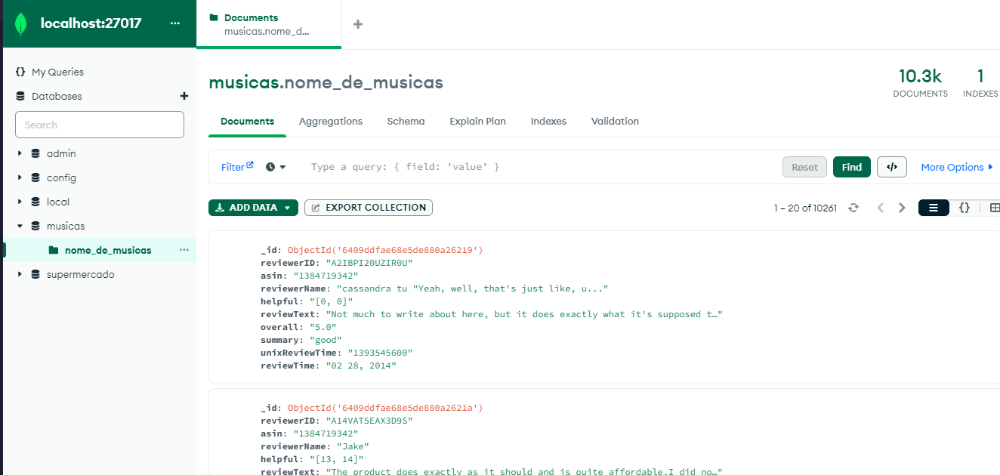 localhost:27017 ...
Documents
musicas.nome_d...
{} My Queries
Databases +
Search
admin
config
local
musicas
nome_de_musicas ...
supermercado
musicas.nome_de_musicas
10.3k
DOCUMENTS
1
INDEXES
Documents Aggregations Schema Explain Plan Indexes Validation
Filter Type a query: { field: 'value' } Reset Find </> More Options
ADD DATA EXPORT COLLECTION 1 – 20 of 10261 {}
_id: ObjectId('6409ddfae68e5de880a26219')
reviewerID: "A2IBPI20UZIR0U"
asin: "1384719342"
reviewerName: "cassandra tu "Yeah, well, that's just like, u..."
helpful: "[0, 0]"
reviewText: "Not much to write about here, but it does exactly what it's supposed t…"
overall: "5.0"
summary: "good"
unixReviewTime: "1393545600"
reviewTime: "02 28, 2014"
_id: ObjectId('6409ddfae68e5de880a2621a')
reviewerID: "A14VAT5EAX3D9S"
asin: "1384719342"
reviewerName: "Jake"
helpful: "[13, 14]"
reviewText: "The product does exactly as it should and is quite affordable.I did no…"